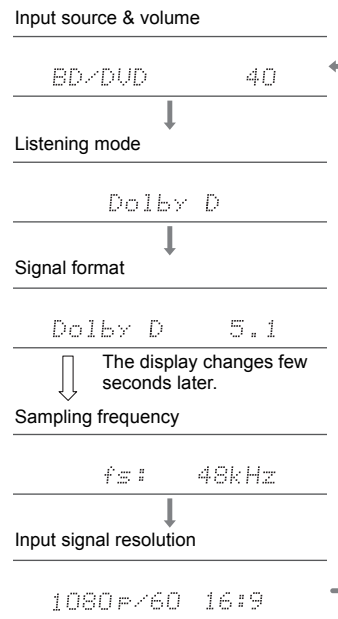 Input source & volume
BD/DVD 40
Listening mode
Dolby D
Signal format
Dolby D 5.1
The display changes few
seconds later.
Sampling frequency
fs: 48kHz
Input signal resolution
1080p/60 16:9